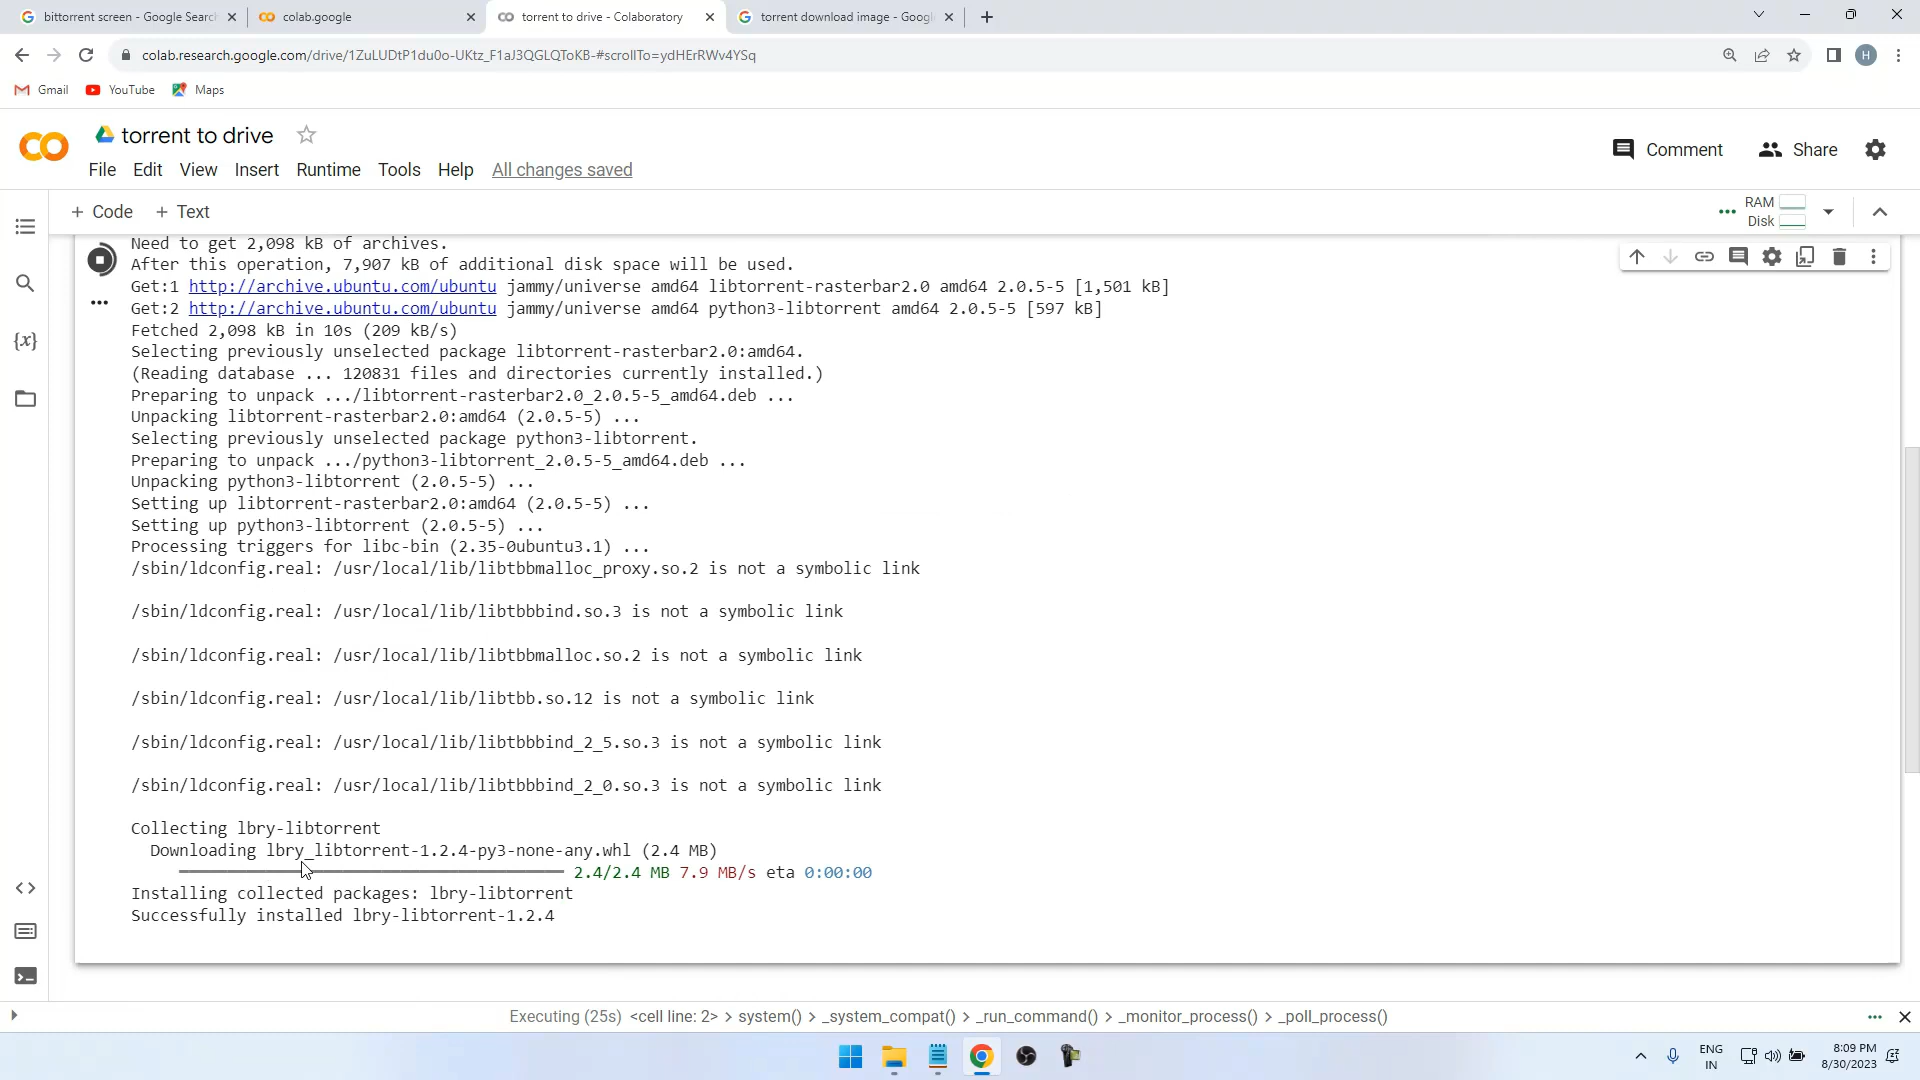 bittorrent screen - Google Search
colab.google
torrent to drive - Colaboratory
torrent download image - Googl
colab.research.google.com/drive/1ZuLUDtP1du0o-UKtz_F1aJ3QGLQToKB-#scrollTo=ydHErRWv4YSq
H
Gmail
YouTube
Maps
torrent to drive
File Edit View Insert Runtime Tools Help All changes saved
Comment
Share
+ Code + Text
RAM
Disk
Need to get 2,098 kB of archives.
After this operation, 7,907 kB of additional disk space will be used.
Get:1 http://archive.ubuntu.com/ubuntu jammy/universe amd64 libtorrent-rasterbar2.0 amd64 2.0.5-5 [1,501 kB]
Get:2 http://archive.ubuntu.com/ubuntu jammy/universe amd64 python3-libtorrent amd64 2.0.5-5 [597 kB]
Fetched 2,098 kB in 10s (209 kB/s)
Selecting previously unselected package libtorrent-rasterbar2.0:amd64.
(Reading database ... 120831 files and directories currently installed.)
Preparing to unpack .../libtorrent-rasterbar2.0_2.0.5-5_amd64.deb ...
Unpacking libtorrent-rasterbar2.0:amd64 (2.0.5-5) ...
Selecting previously unselected package python3-libtorrent.
Preparing to unpack .../python3-libtorrent_2.0.5-5_amd64.deb ...
Unpacking python3-libtorrent (2.0.5-5) ...
Setting up libtorrent-rasterbar2.0:amd64 (2.0.5-5) ...
Setting up python3-libtorrent (2.0.5-5) ...
Processing triggers for libc-bin (2.35-0ubuntu3.1) ...
/sbin/ldconfig.real: /usr/local/lib/libtbbmalloc_proxy.so.2 is not a symbolic link
/sbin/ldconfig.real: /usr/local/lib/libtbbbind.so.3 is not a symbolic link
/sbin/ldconfig.real: /usr/local/lib/libtbbmalloc.so.2 is not a symbolic link
/sbin/ldconfig.real: /usr/local/lib/libtbb.so.12 is not a symbolic link
/sbin/ldconfig.real: /usr/local/lib/libtbbbind_2_5.so.3 is not a symbolic link
/sbin/ldconfig.real: /usr/local/lib/libtbbbind_2_0.so.3 is not a symbolic link
Collecting lbry-libtorrent
Downloading lbry_libtorrent-1.2.4-py3-none-any.whl (2.4 MB)
2.4/2.4 MB 7.9 MB/s eta 0:00:00
Installing collected packages: lbry-libtorrent
Successfully installed lbry-libtorrent-1.2.4
Executing (25s) <cell line: 2> > system() > _system_compat() > _run_command() > _monitor_process() > _poll_process()
ENG
IN
8:09 PM
8/30/2023